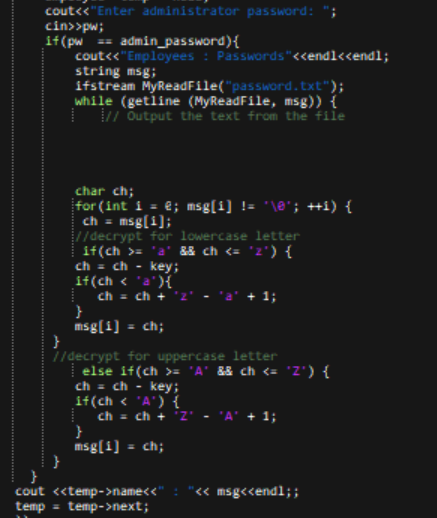 cout<<"Enter administrator password: ";
cin>>pw;
if(pw == admin_password){
cout<<"Employees : Passwords"<<endl<<endl;
string msg;
ifstream MyReadFile("password.txt");
while (getline (MyReadFile, msg)) {
// Output the text from the file
char ch;
for(int i = 0; msg[i] != '\0'; ++i) {
ch = msg[i];
//decrypt for lowercase letter
if(ch >= 'a' && ch <= 'z') {
ch = ch - key;
if(ch < 'a'){
ch = ch + 'z' - 'a' + 1;
}
msg[i] = ch;
}
//decrypt for uppercase letter
else if(ch >= 'A' && ch <= 'Z') {
ch = ch - key;
if(ch < 'A') {
ch = ch + 'Z' - 'A' + 1;
}
msg[i] = ch;
}
}
cout <<temp->name<<" : "<< msg<<endl;;
temp = temp->next;